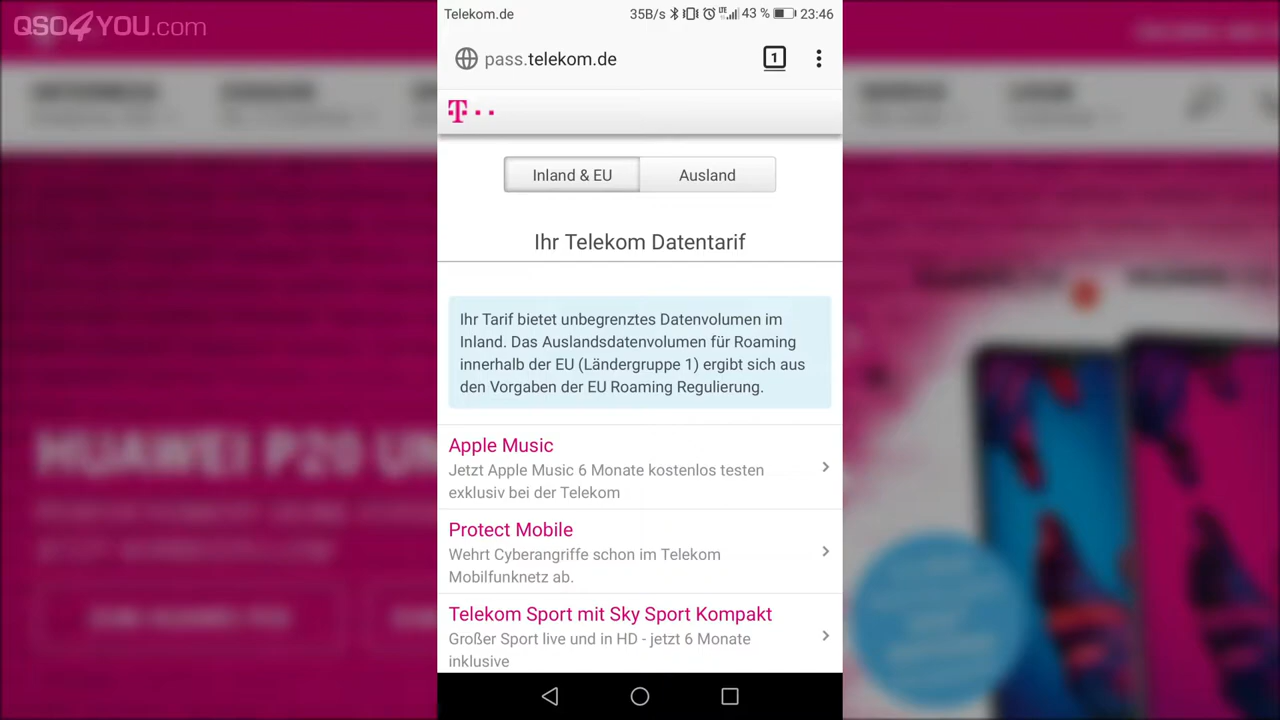 QSO4YOU.com
Telekom.de
35B/s
LTE
43 %
23:46
pass.telekom.de
1
T
Inland & EU
Ausland
Ihr Telekom Datentarif
Ihr Tarif bietet unbegrenztes Datenvolumen im
Inland. Das Auslandsdatenvolumen für Roaming
innerhalb der EU (Ländergruppe 1) ergibt sich aus
den Vorgaben der EU Roaming Regulierung.
Apple Music
Jetzt Apple Music 6 Monate kostenlos testen
exklusiv bei der Telekom
Protect Mobile
Wehrt Cyberangriffe schon im Telekom
Mobilfunknetz ab.
Telekom Sport mit Sky Sport Kompakt
Großer Sport live und in HD - jetzt 6 Monate
inklusive
HUAWEI P20